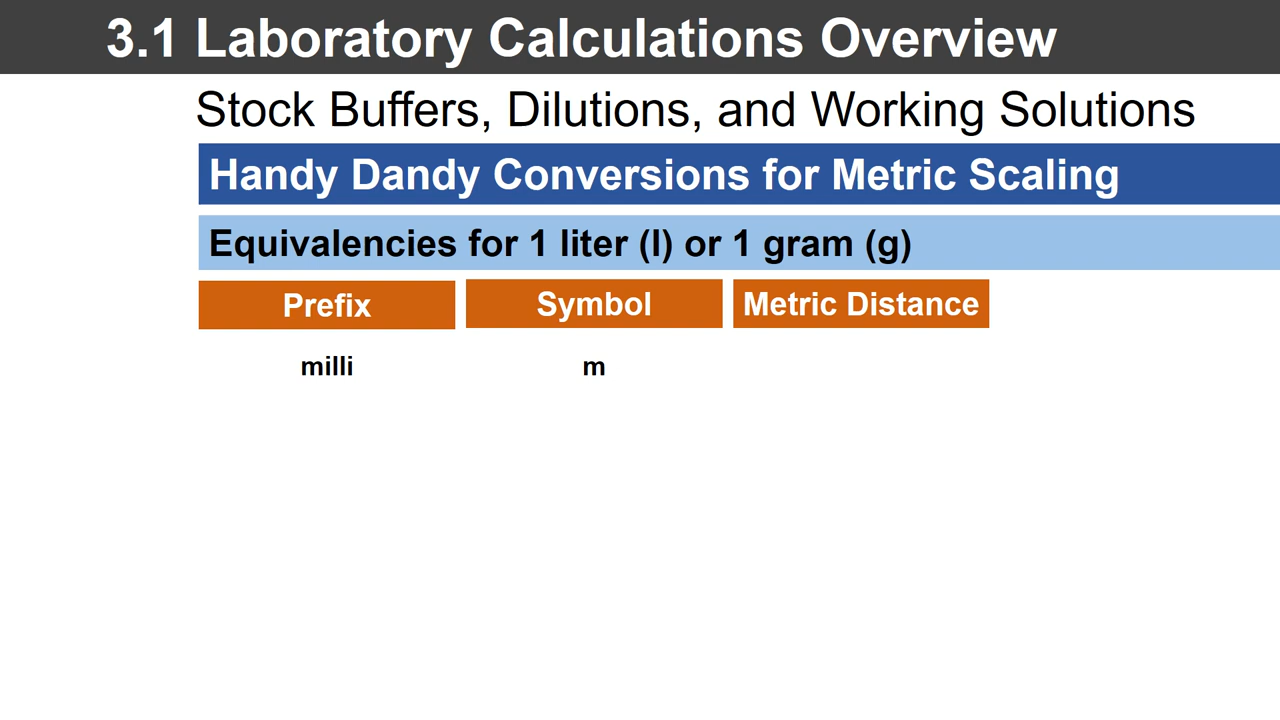 3.1 Laboratory Calculations Overview
Stock Buffers, Dilutions, and Working Solutions
Handy Dandy Conversions for Metric Scaling
Equivalencies for 1 liter (l) or 1 gram (g)
Prefix Symbol Metric Distance
milli m